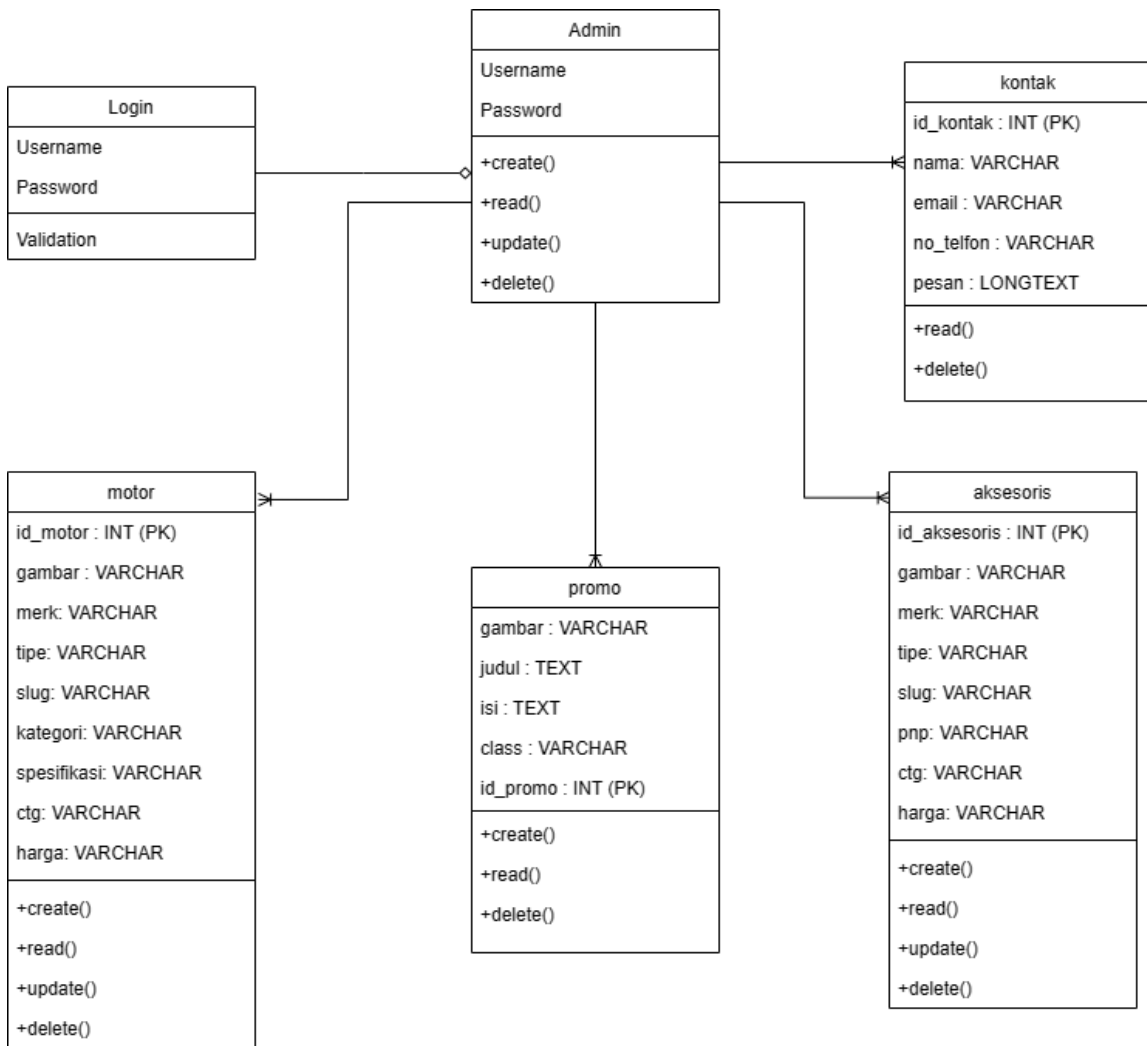 Admin
Username
Password
+create()
+read()
+update()
+delete()
Login
Username
Password
Validation
kontak
id_kontak : INT (PK)
nama: VARCHAR
email : VARCHAR
no_telfon : VARCHAR
pesan : LONGTEXT
+read()
+delete()
motor
id_motor : INT (PK)
gambar : VARCHAR
merk: VARCHAR
tipe: VARCHAR
slug: VARCHAR
kategori: VARCHAR
spesifikasi: VARCHAR
ctg: VARCHAR
harga: VARCHAR
+create()
+read()
+update()
+delete()
promo
gambar : VARCHAR
judul : TEXT
isi : TEXT
class : VARCHAR
id_promo : INT (PK)
+create()
+read()
+delete()
aksesoris
id_aksesoris : INT (PK)
gambar: VARCHAR
merk: VARCHAR
tipe: VARCHAR
slug: VARCHAR
pnp: VARCHAR
ctg: VARCHAR
harga: VARCHAR
+create()
+read()
+update()
+delete()